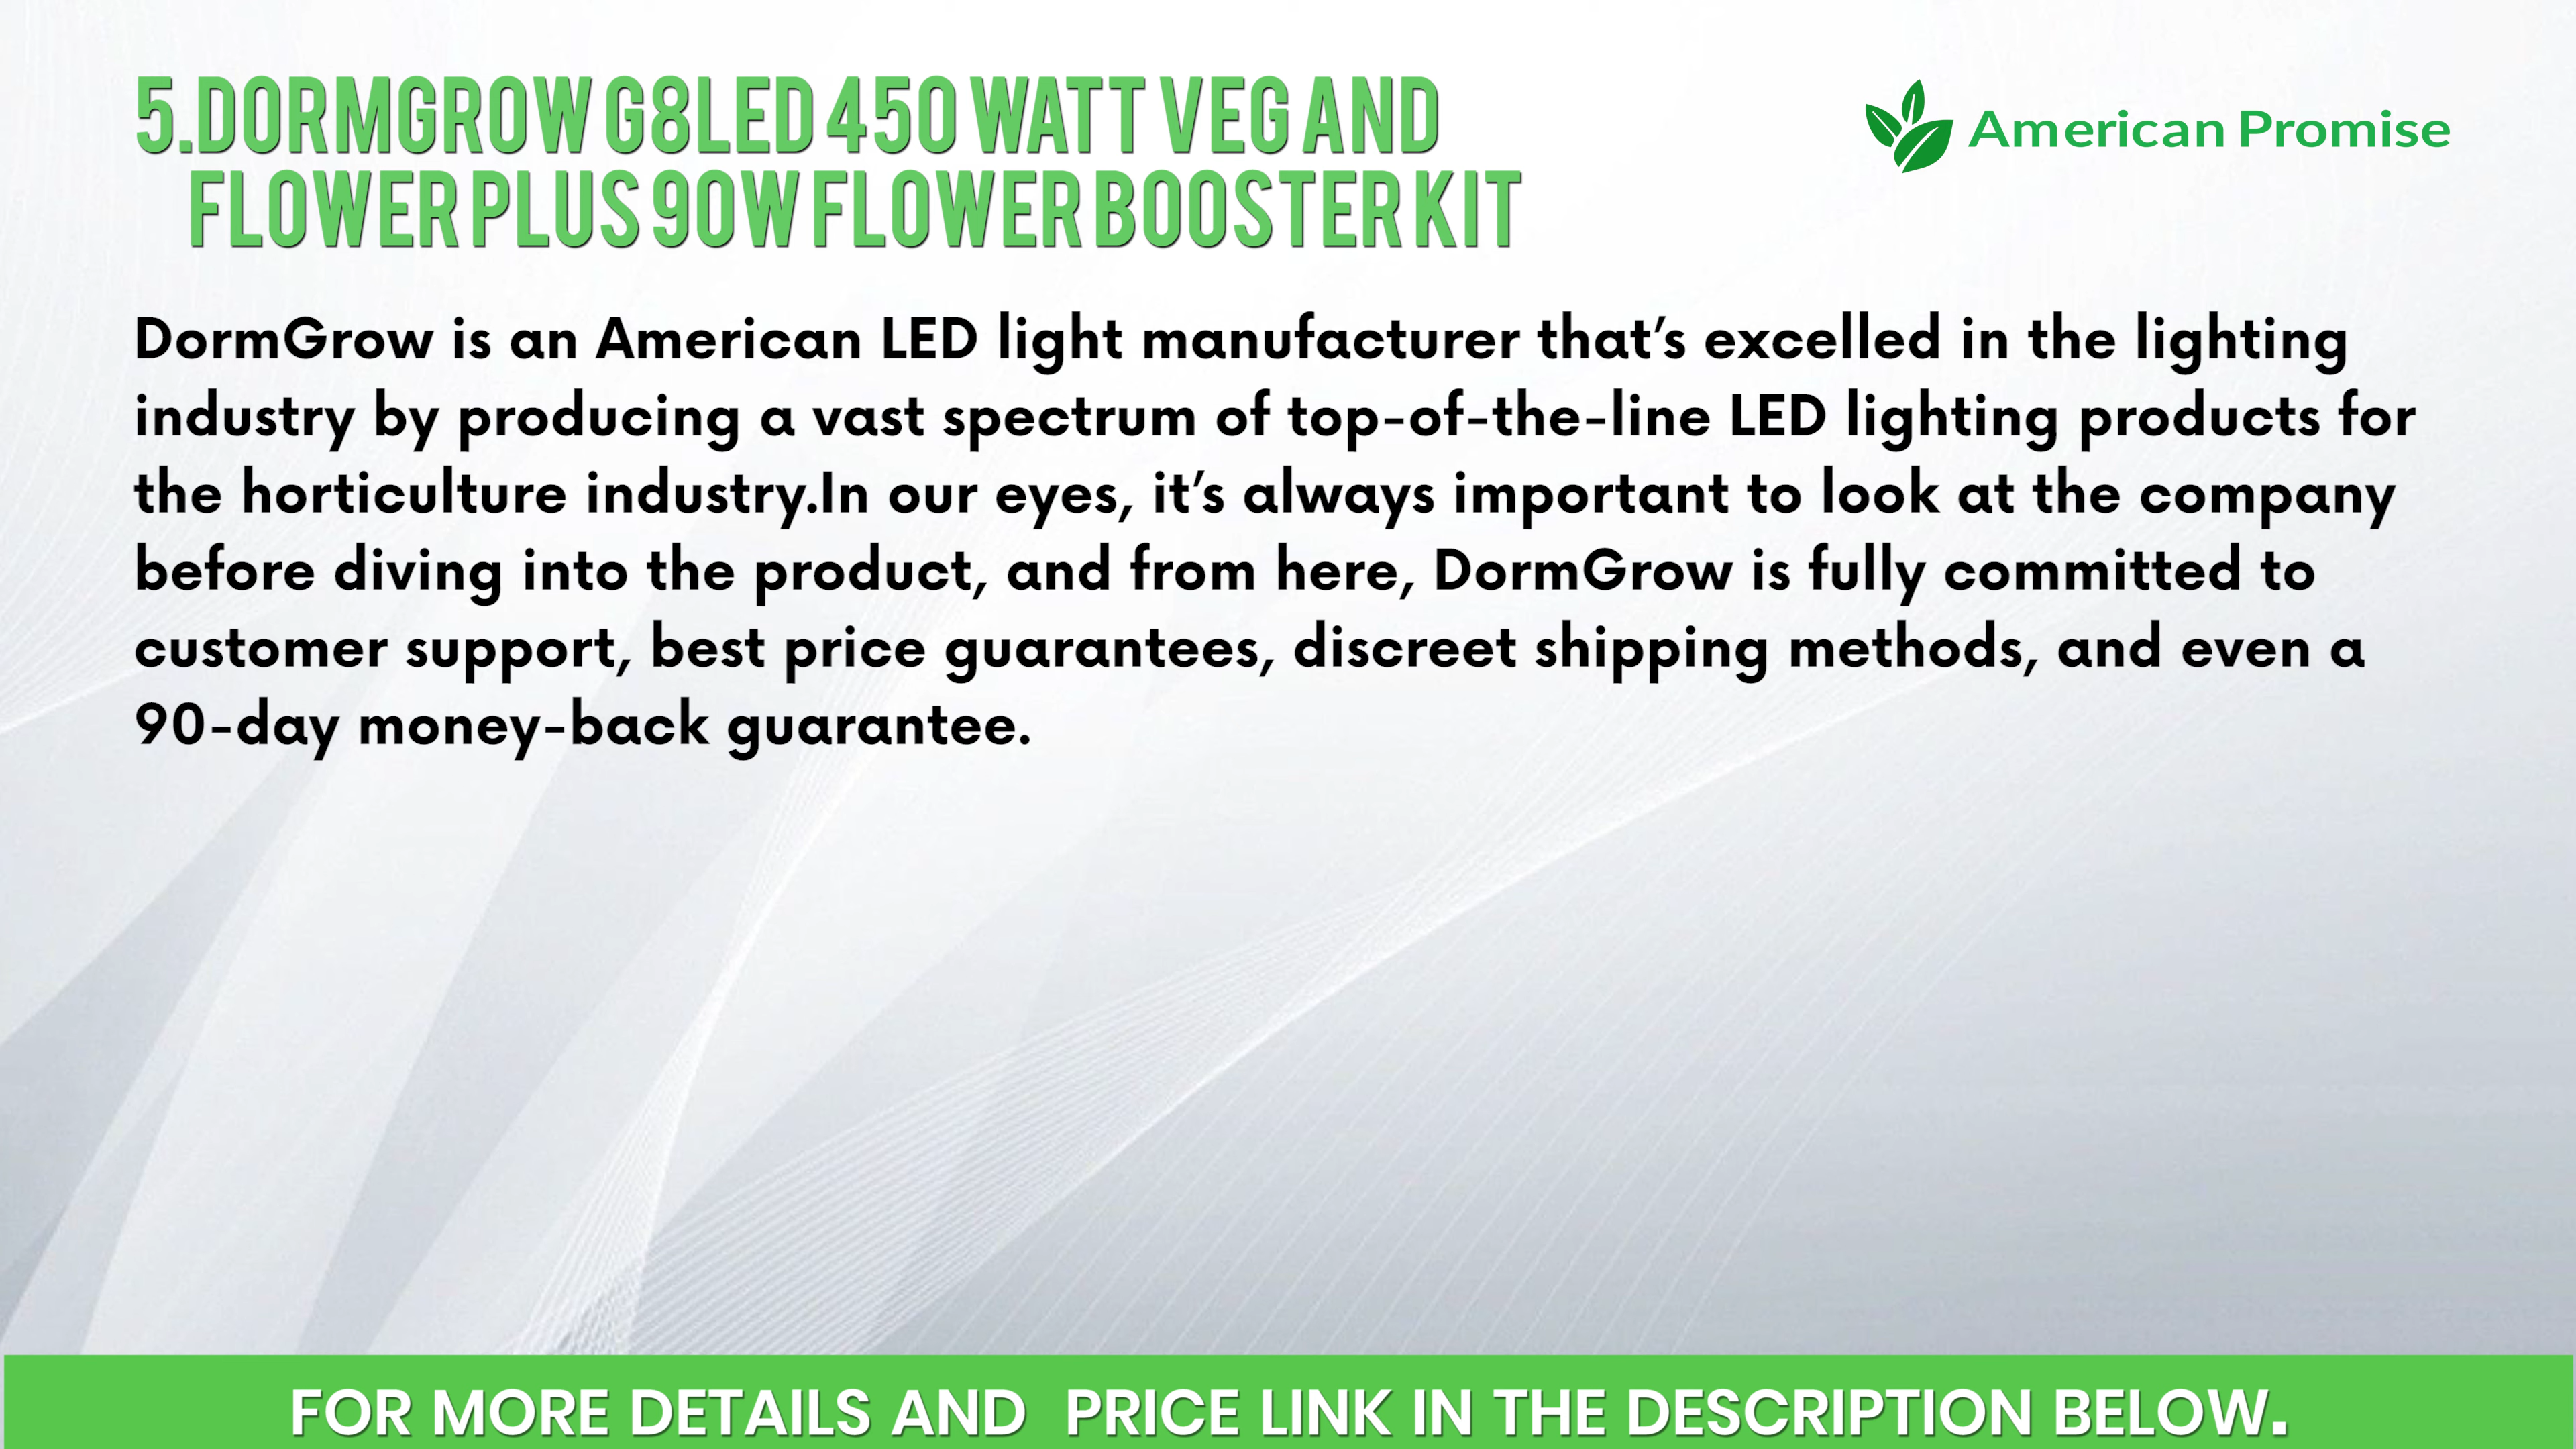 5.DORMGROW G8LED 450 WATT VEG AND
FLOWER PLUS 90W FLOWER BOOSTER KIT
American Promise
DormGrow is an American LED light manufacturer that’s excelled in the lighting
industry by producing a vast spectrum of top-of-the-line LED lighting products for
the horticulture industry.In our eyes, it’s always important to look at the company
before diving into the product, and from here, DormGrow is fully committed to
customer support, best price guarantees, discreet shipping methods, and even a
90-day money-back guarantee.
FOR MORE DETAILS AND  PRICE LINK IN THE DESCRIPTION BELOW.